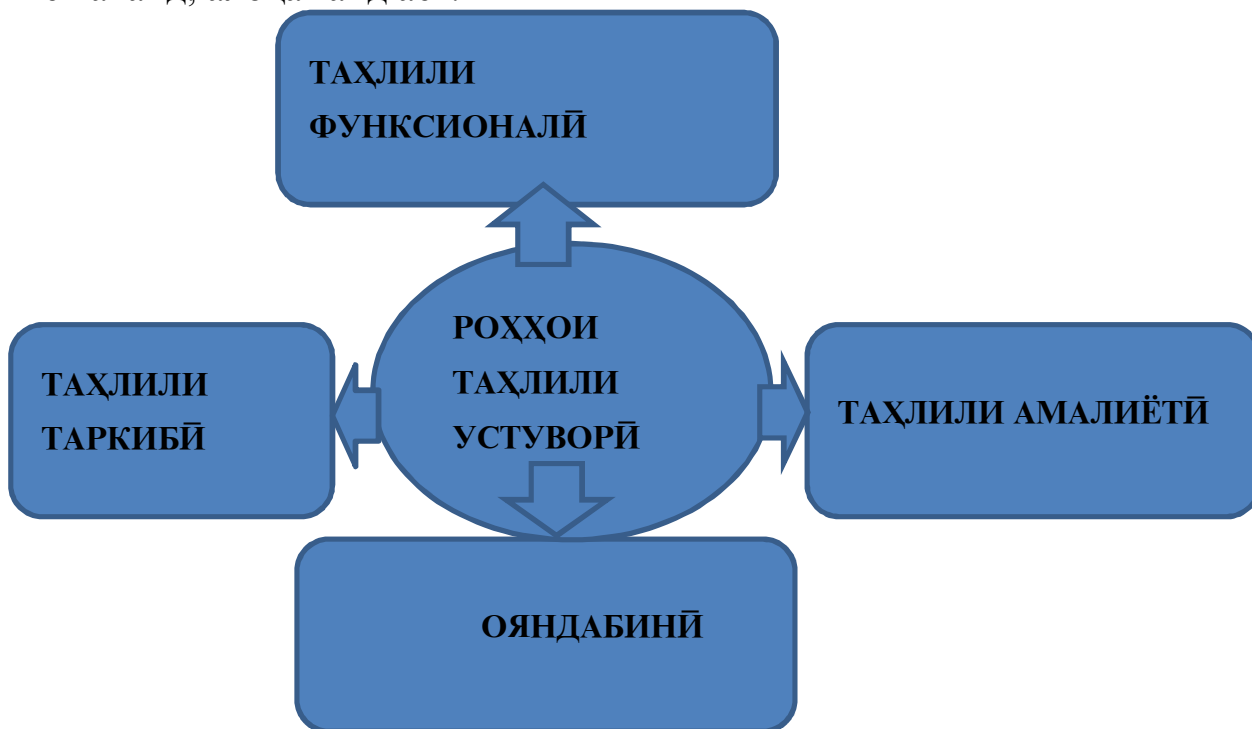 ТАҲЛИЛИ
ФУНКСИОНАЛӢ
РОҲҲОИ
ТАҲЛИЛИ
УСТУВОРӢ
ТАҲЛИЛИ
ТАРКИБӢ
ТАҲЛИЛИ АМАЛИЁТӢ
ОЯНДАБИНӢ